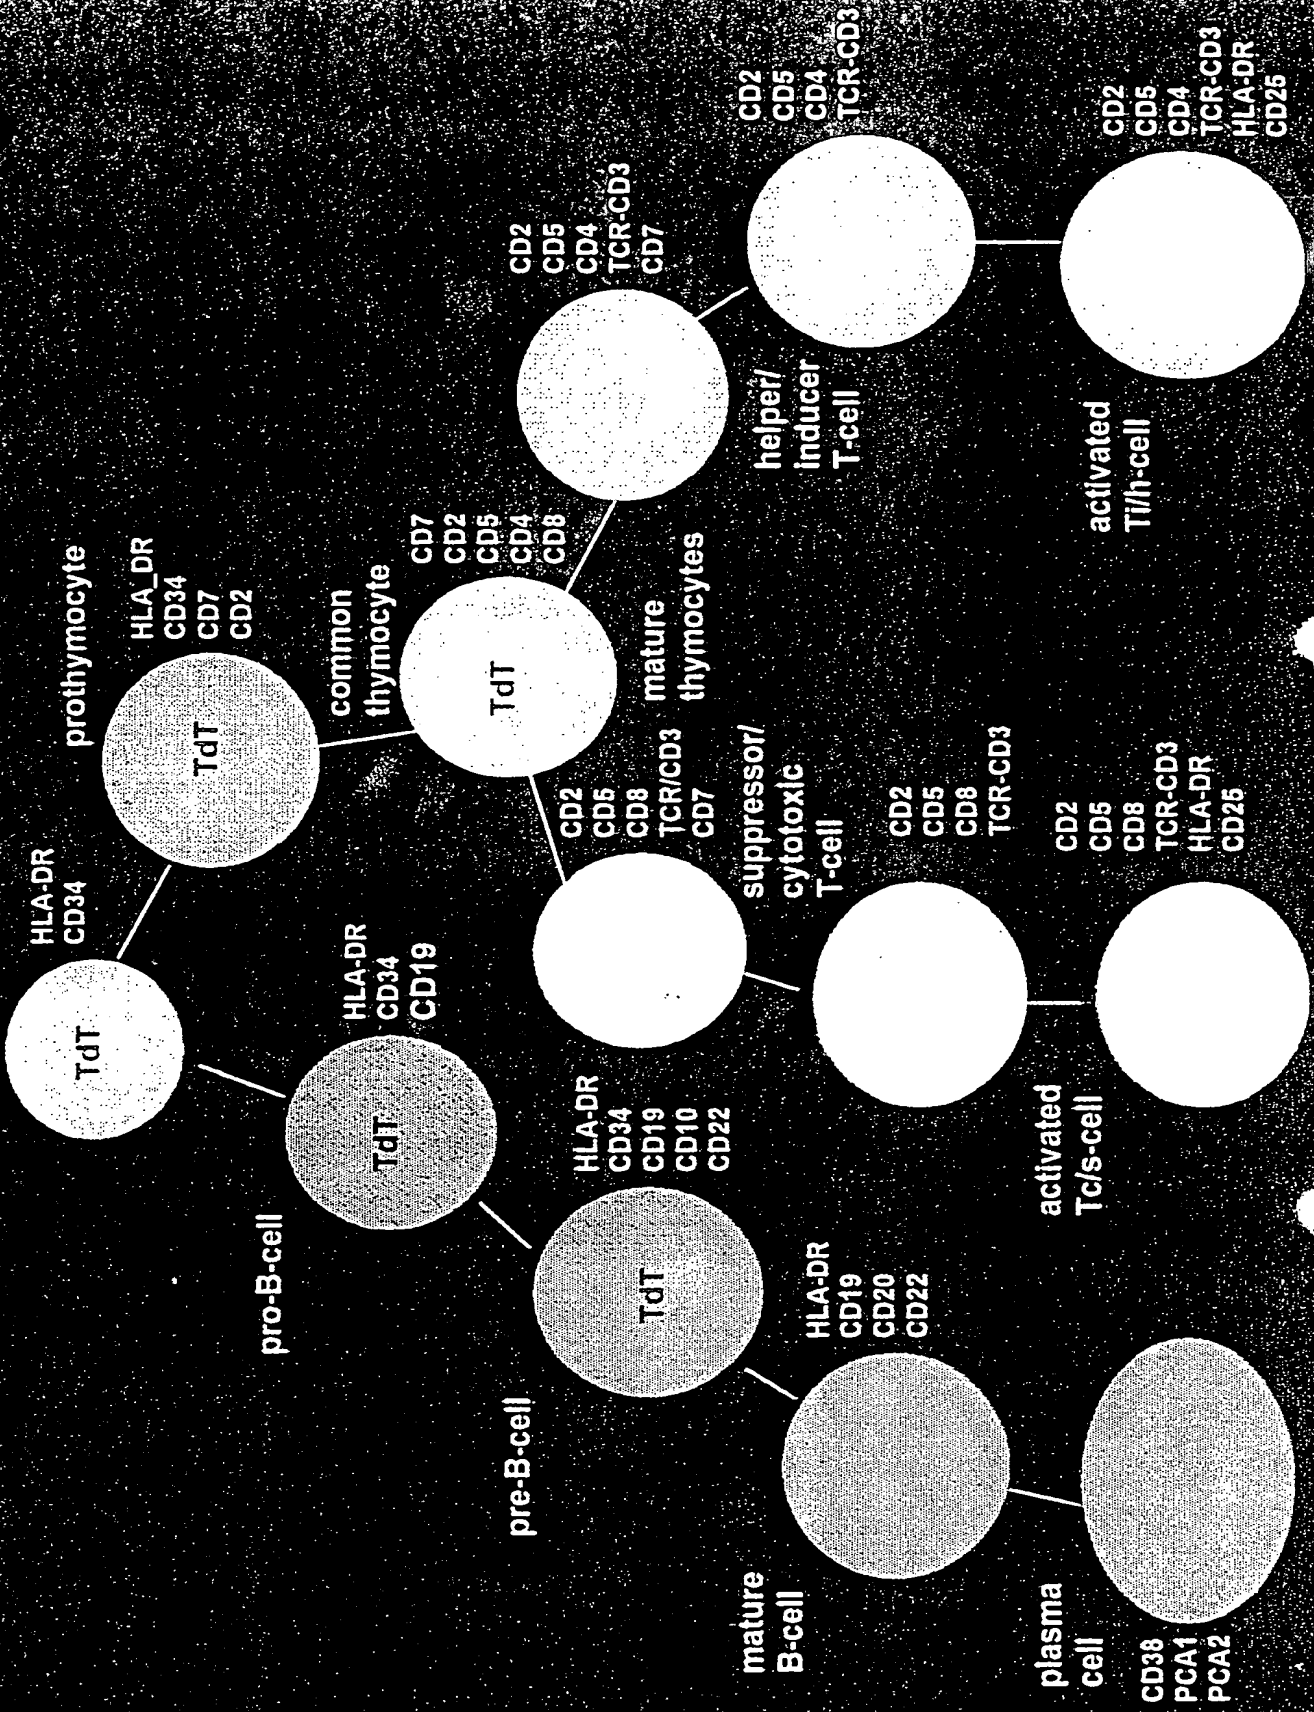 HLA-DR
CD34
TdT
prothymocyte
HLA_DR
CD34
CD7
CD2
TdT
pro-B-cell
HLA-DR
CD34
CD19
TdT
common
thymocyte
CD7
CD2
CD5
CD4
CD8
TdT
pre-B-cell
HLA-DR
CD34
CD19
CD10
CD22
TdT
mature
thymocytes
CD2
CD5
CD8
TCR/CD3
CD7
CD2
CD5
CD4
TCR-CD3
CD7
mature
B-cell
HLA-DR
CD19
CD20
CD22
suppressor/
cytotoxic
T-cell
CD2
CD5
CD8
TCR-CD3
helper/
inducer
T-cell
CD2
CD5
CD4
TCR-CD3
plasma
cell
CD38
PCA1
PCA2
activated
Tc/s-cell
CD2
CD5
CD8
TCR-CD3
HLA-DR
CD25
activated
Ti/h-cell
CD2
CD5
CD4
TCR-CD3
HLA-DR
CD25